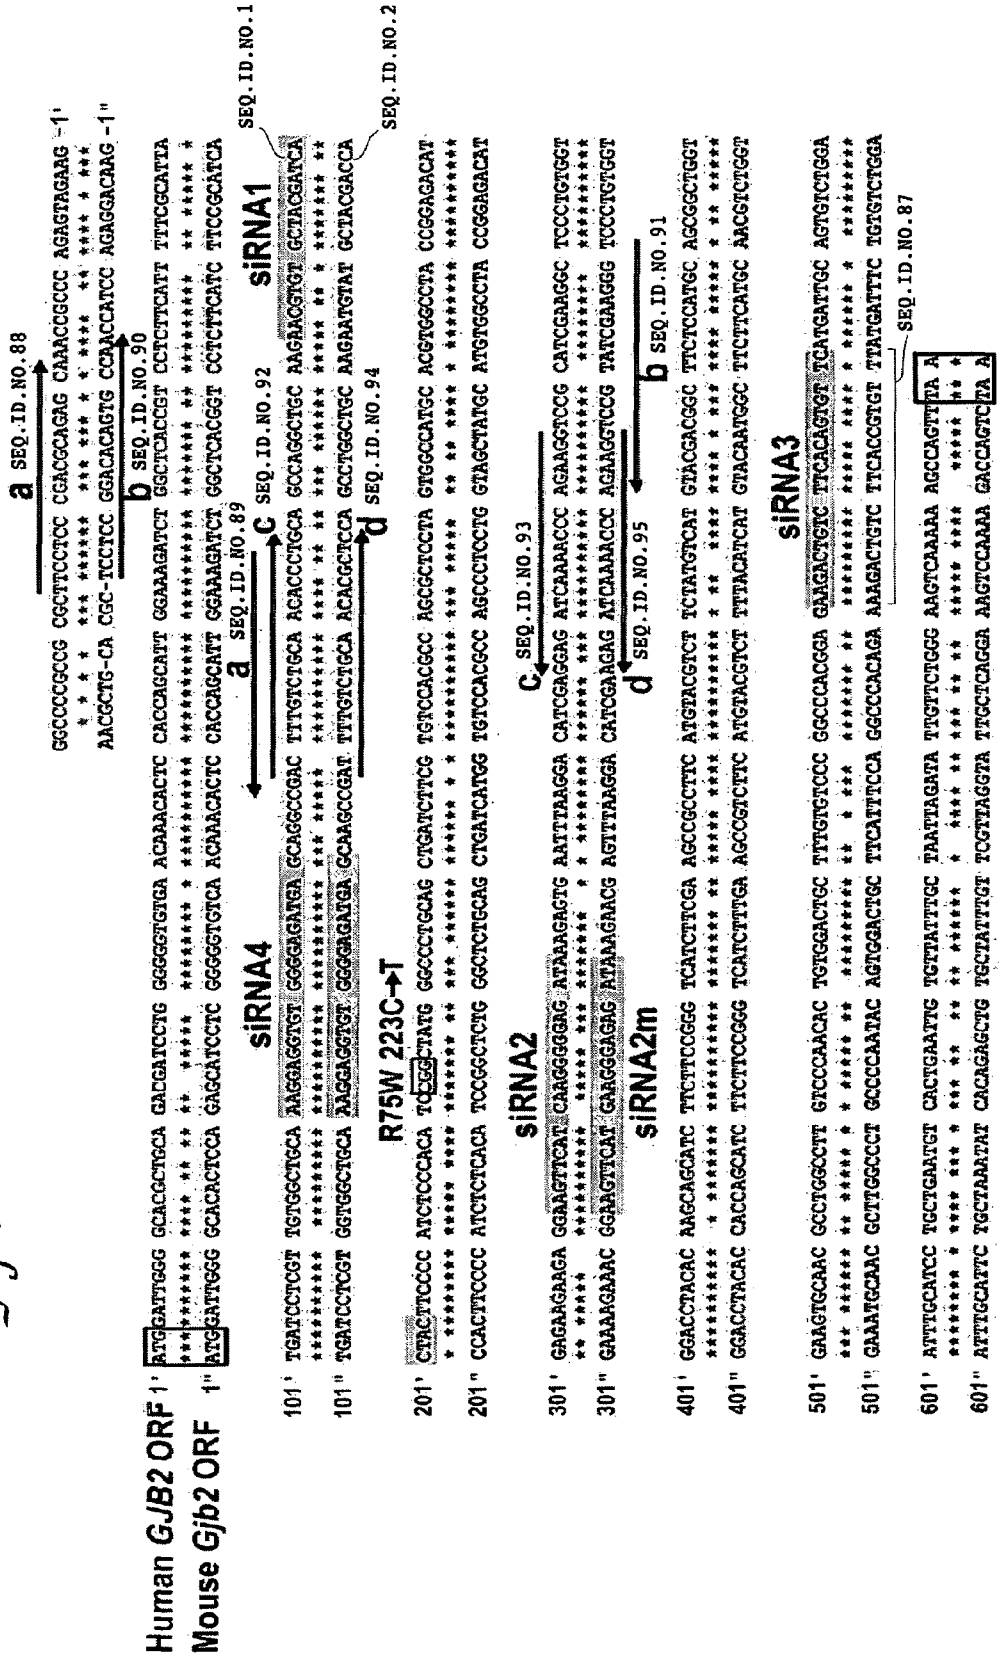 a SEQ.ID.NO.88
GGCCCCGCCG CGCTTCCTCC CGACGCAGAG CAAACCGCCC AGAGTAGAAG -1'
AACGCTG-CA CGC-TCTCC GGACACAGTG CCAACCATCC AGAGGACAAG -1"
b SEQ.ID.NO.90
Human GJB2 ORF 1' ATGGATTGGG GCACGCTGCA GACGATCCTG GGGGGTGTGA ACAAACACTC CACCAGCATT GGAAAGATCT GGCTCACCGT CCTCTTCATT TTTCGCATTA
Mouse Gjb2 ORF 1" ATGGATTGGG GCACACTCCA GAGCATCCTC GGGGGTGTCA ACAAACACTC CACCAGCATT GGAAAGATCT GGCTCACGGT CCTCTTCATC TTCCGCATCA
a SEQ.ID.NO.89
siRNA4 c SEQ.ID.NO.92 siRNA1 SEQ.ID.NO.1
101' TGATCCTCGT TGTGGCTGCA AAGGAGGTGT GGGGAGATGA GCAGGCCGAC TTTGTCTGCA ACACCCTGCA GCCAGGCTGC AAGAACGTGT GCTACGATCA
101" TGATCCTCGT GGTGGCTGCA AAGGAGGTGT GGGGAGATGA GCAAGCCGAT TTTGTCTGCA ACACGCTCCA GCCTGGCTGC AAGAATGTAT GCTACGACCA
d SEQ.ID.NO.94 SEQ.ID.NO.2
R75W 223C→T
201' CTACTTCCCC ATCTCCCACA TCCGGCTATG GGCCCTGCAG CTGATCTTCG TGTCCACGCC AGCGCTCCTA GTGGCCATGC ACGTGGCCTA CCGGAGACAT
201" CCACTTCCCC ATCTCTCACA TCCGGCTCTG GGCTCTGCAG CTGATCATGG TGTCCACGCC AGCCCTCCTG GTAGCTATGC ATGTGGCCTA CCGGAGACAT
siRNA2 c SEQ.ID.NO.93
301' GAGAAGAAGA GGAAGTTCAT CAAGGGGGAG ATAAAGAGTG AATTTAAGGA CATCGAGGAG ATCAAAACCC AGAAGGTCCG CATCGAAGGC TCCCTGTGGT
301" GAAAAGAAAC GGAAGTTCAT GAAGGGAGAG ATAAAGAACG AGTTTAAGGA CATCGAAGAG ATCAAAACCC AGAAGGTCCG TATCGAAGGG TCCCTGTGGT
siRNA2m d SEQ.ID.NO.95 b SEQ.ID.NO.91
401' GGACCTACAC AAGCAGCATC TTCTTCCGGG TCATCTTCGA AGCCGCCTTC ATGTACGTCT TCTATGTCAT GTACGACGGC TTCTCCATGC AGCGGCTGGT
401" GGACCTACAC CACCAGCATC TTCTTCCGGG TCATCTTTGA AGCCGTCTTC ATGTACGTCT TTTACATCAT GTACAATGGC TTCTTCATGC AACGTCTGGT
siRNA3
501' GAAGTGCAAC GCCTGGCCTT GTCCCAACAC TGTGGACTGC TTTGTGTCCC GGCCCACGGA GAAGACTGTC TTCACAGTGT TCATGATTGC AGTGTCTGGA
501" GAAATGCAAC GCTTGGCCCT GCCCCAATAC AGTGGACTGC TTCATTTCCA GGCCCACAGA AAAGACTGTC TTCACCGTGT TTATGATTTC TGTGTCTGGA
SEQ.ID.NO.87
601' ATTTGCATCC TGCTGAATGT CACTGAATTG TGTTATTTGC TAATTAGATA TTGTTCTGGG AAGTCAAAAA AGCCAGTTTA A
601" ATTTGCATTC TGCTAAATAT CACAGAGCTG TGCTATTTGT TCGTTAGGTA TTGCTCAGGA AAGTCCAAAA GACCAGTCTA A